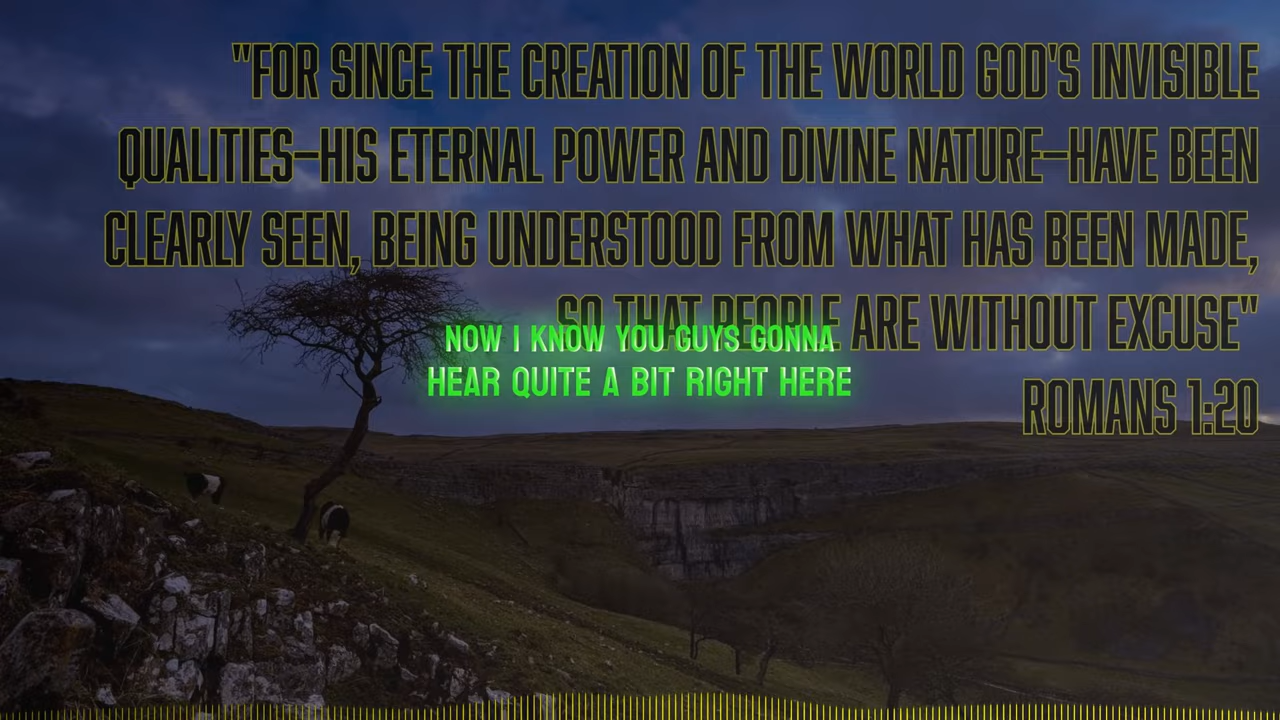 "FOR SINCE THE CREATION OF THE WORLD GOD'S INVISIBLE
QUALITIES—HIS ETERNAL POWER AND DIVINE NATURE—HAVE BEEN
CLEARLY SEEN, BEING UNDERSTOOD FROM WHAT HAS BEEN MADE,
SO THAT PEOPLE ARE WITHOUT EXCUSE"
ROMANS 1:20
NOW I KNOW YOU GUYS GONNA
HEAR QUITE A BIT RIGHT HERE